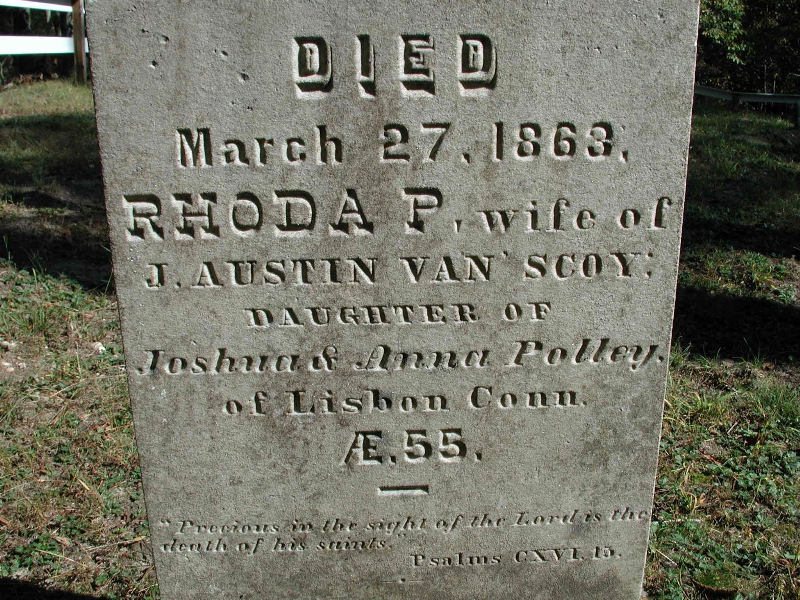 DIED
March 27, 1863,
RHODA P, wife of
J. AUSTIN VAN'SCOY:
DAUGHTER OF
Joshua & Anna Polley,
of Lisbon Conn.
Æ. 55.
"Precious in the sight of the Lord is the
death of his saints."
Psalms CXVI. 15.